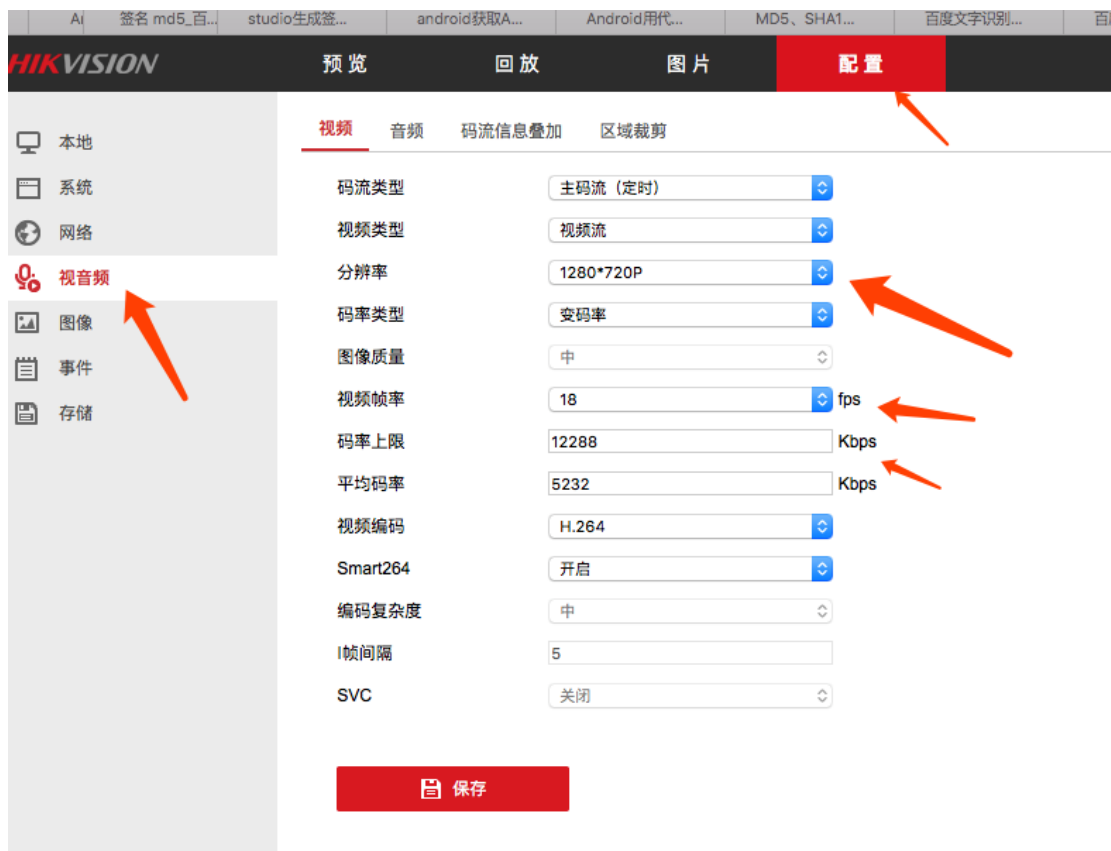 签名 md5_百...
studio生成签...
android获取A...
Android用代...
MD5、SHA1...
百度文字识别...
HIKVISION
预览
回放
图片
配置
本地
系统
网络
视音频
图像
事件
存储
视频
音频
码流信息叠加
区域裁剪
码流类型 主码流（定时）
视频类型 视频流
分辨率 1280*720P
码率类型 变码率
图像质量 中
视频帧率 18 fps
码率上限 12288 Kbps
平均码率 5232 Kbps
视频编码 H.264
Smart264 开启
编码复杂度 中
I帧间隔 5
SVC 关闭
保存